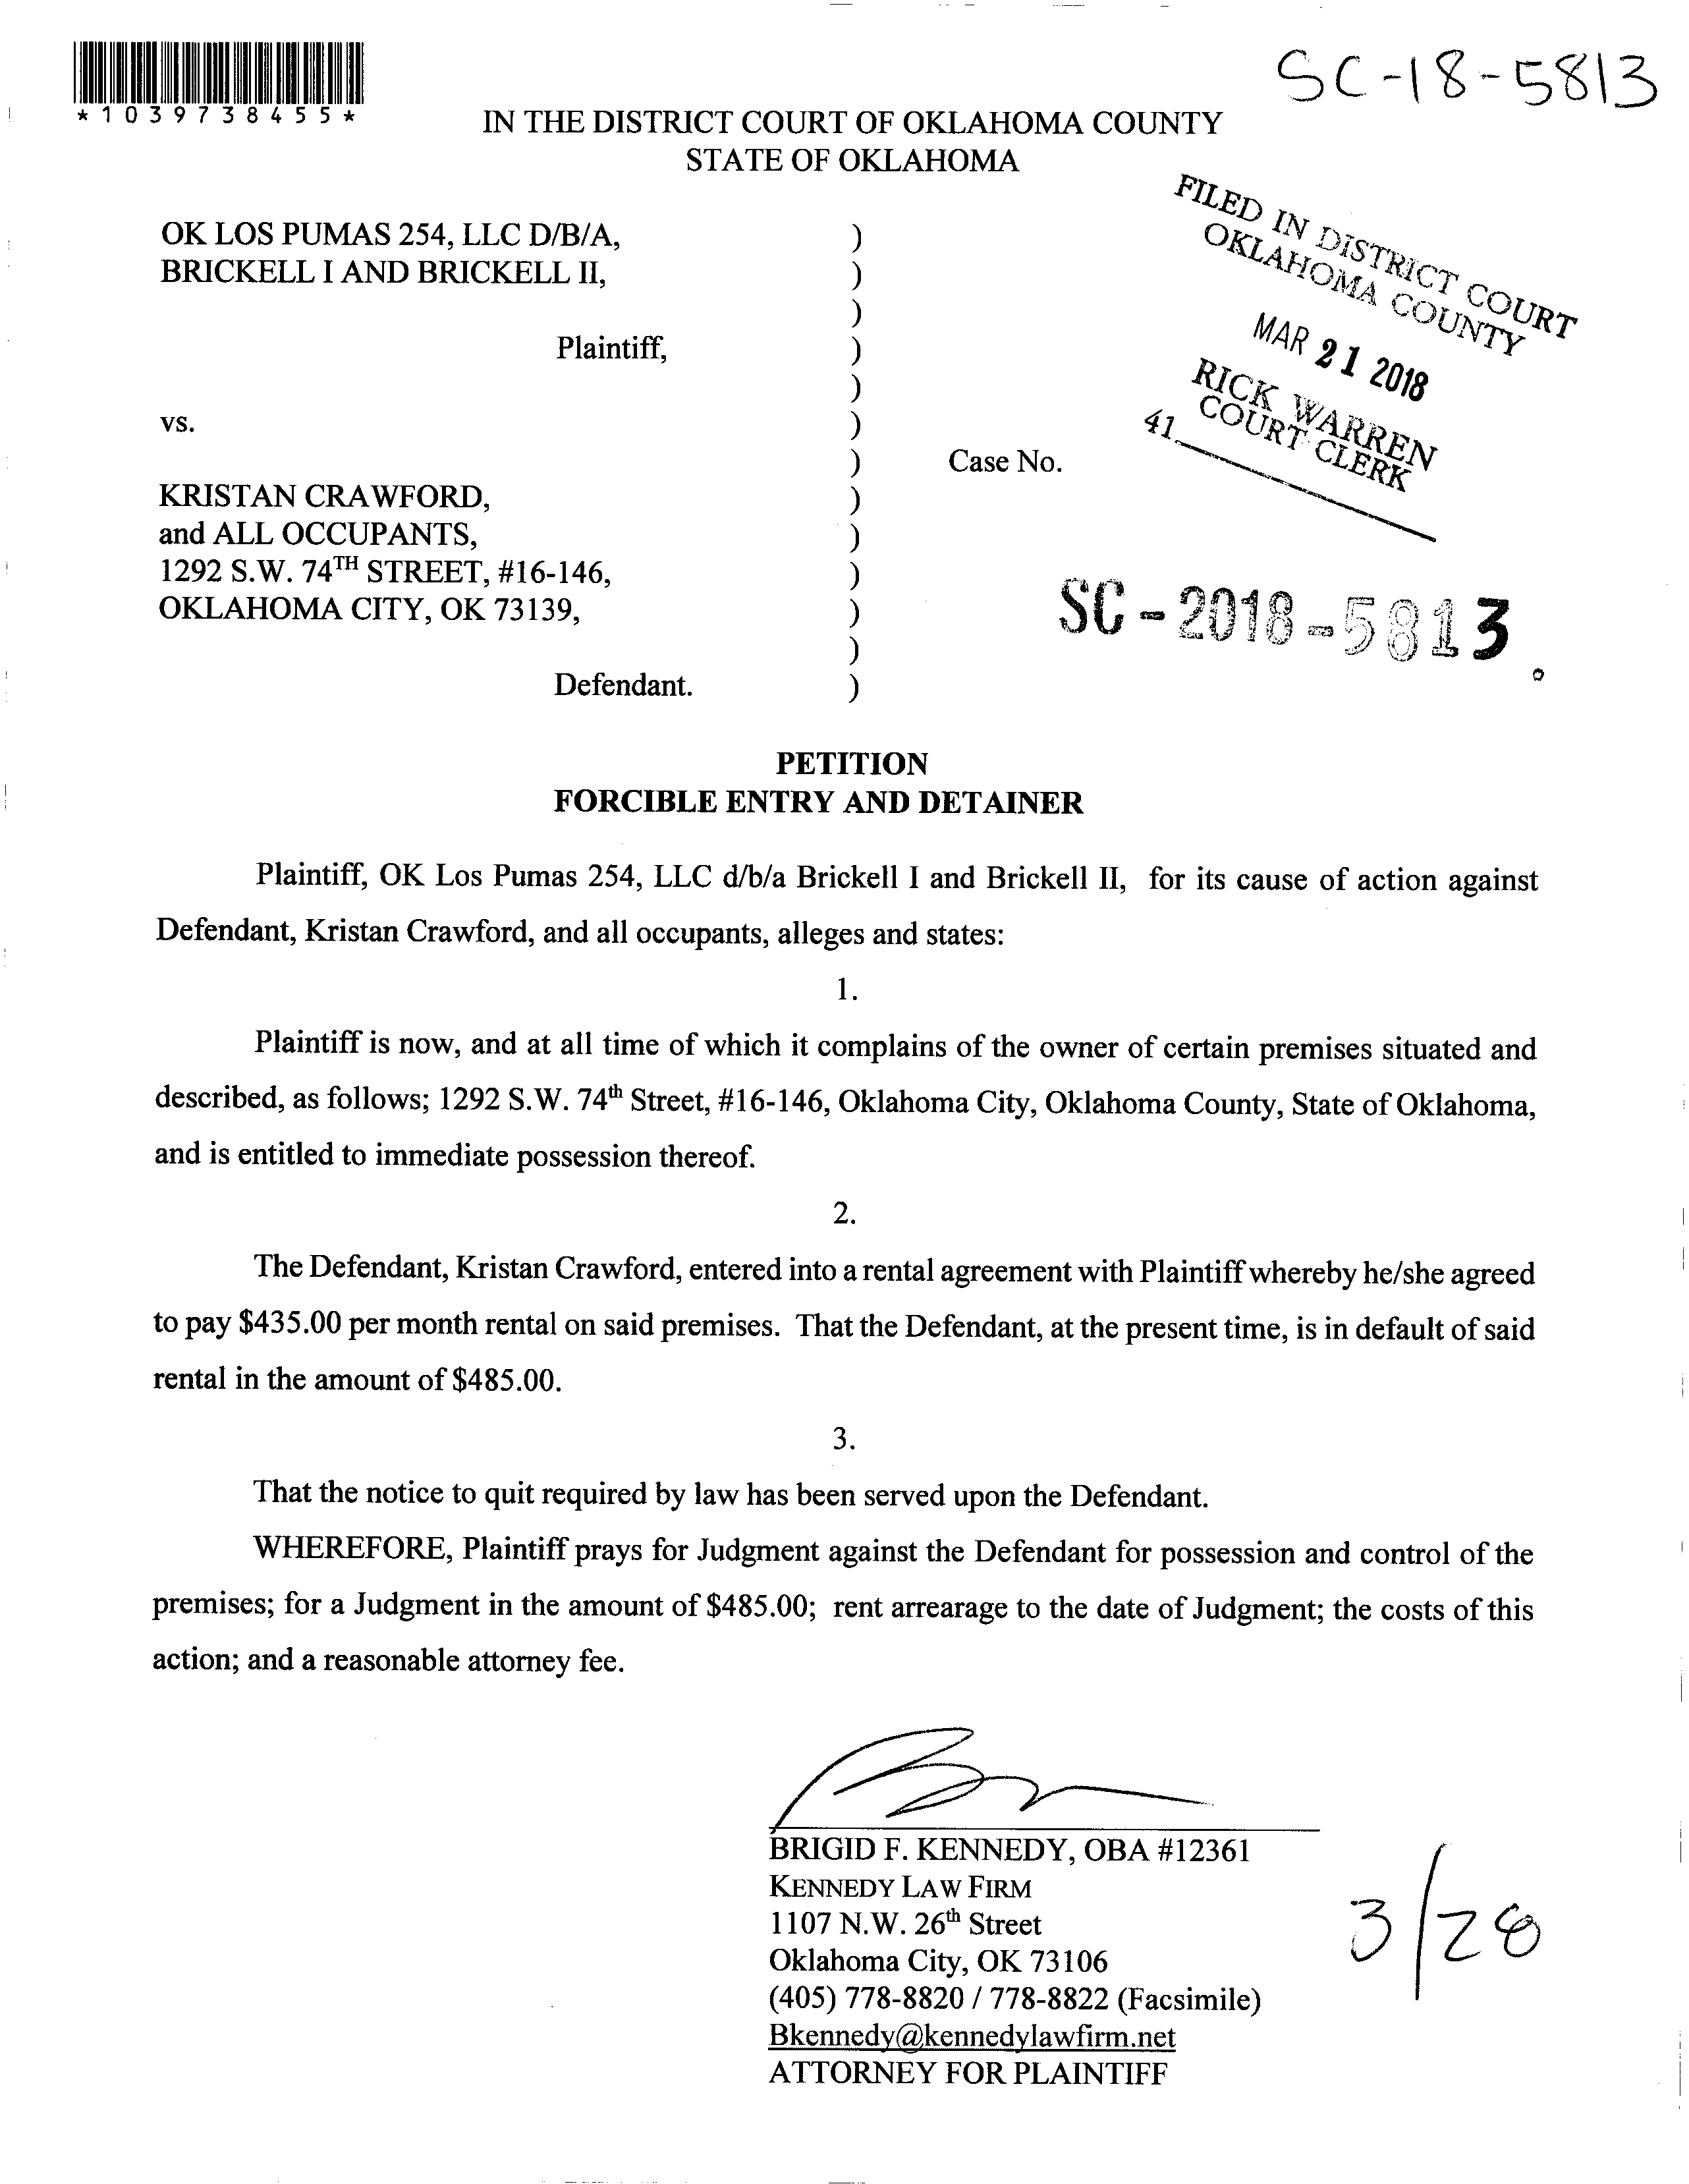 SC-18-5813
*1039738455*
IN THE DISTRICT COURT OF OKLAHOMA COUNTY
STATE OF OKLAHOMA
FILED IN DISTRICT COURT
OKLAHOMA COUNTY
MAR 21 2018
RICK WARREN
COURT CLERK
41
OK LOS PUMAS 254, LLC D/B/A, )
BRICKELL I AND BRICKELL II, )
)
Plaintiff, )
)
vs. )
) Case No.
KRISTAN CRAWFORD, )
and ALL OCCUPANTS, )
1292 S.W. 74TH STREET, #16-146, )
OKLAHOMA CITY, OK 73139, )
)
Defendant. )
SC-2018-5813
PETITION
FORCIBLE ENTRY AND DETAINER
Plaintiff, OK Los Pumas 254, LLC d/b/a Brickell I and Brickell II, for its cause of action against
Defendant, Kristan Crawford, and all occupants, alleges and states:
1.
Plaintiff is now, and at all time of which it complains of the owner of certain premises situated and
described, as follows; 1292 S.W. 74th Street, #16-146, Oklahoma City, Oklahoma County, State of Oklahoma,
and is entitled to immediate possession thereof.
2.
The Defendant, Kristan Crawford, entered into a rental agreement with Plaintiff whereby he/she agreed
to pay $435.00 per month rental on said premises. That the Defendant, at the present time, is in default of said
rental in the amount of $485.00.
3.
That the notice to quit required by law has been served upon the Defendant.
WHEREFORE, Plaintiff prays for Judgment against the Defendant for possession and control of the
premises; for a Judgment in the amount of $485.00; rent arrearage to the date of Judgment; the costs of this
action; and a reasonable attorney fee.
BRIGID F. KENNEDY, OBA #12361
KENNEDY LAW FIRM
1107 N.W. 26th Street
Oklahoma City, OK 73106
(405) 778-8820 / 778-8822 (Facsimile)
Bkennedy@kennedylawfirm.net
ATTORNEY FOR PLAINTIFF
3/28